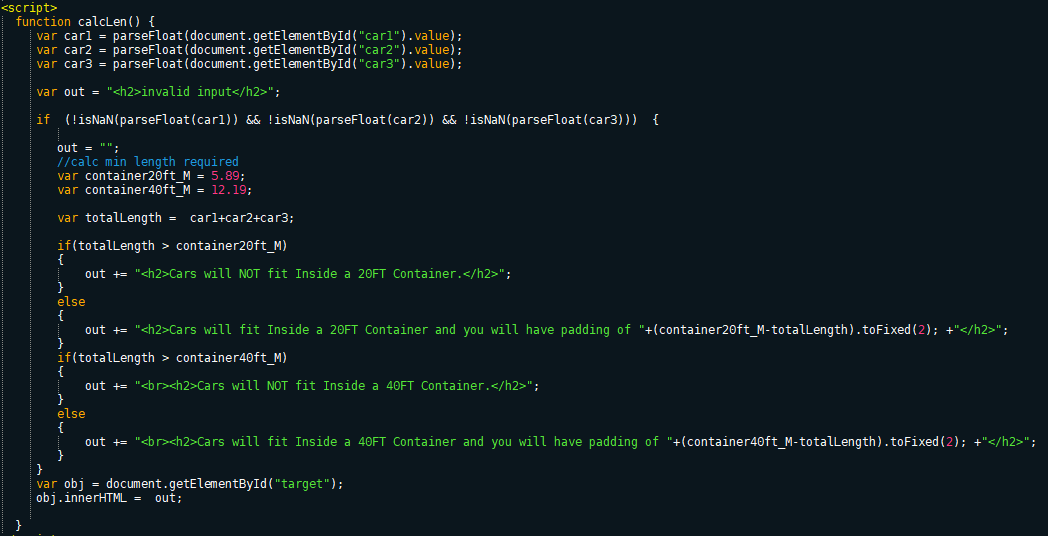 <script>
function calcLen() {
var car1 = parseFloat(document.getElementById("car1").value);
var car2 = parseFloat(document.getElementById("car2").value);
var car3 = parseFloat(document.getElementById("car3").value);
var out = "<h2>invalid input</h2>";
if  (!isNaN(parseFloat(car1)) && !isNaN(parseFloat(car2)) && !isNaN(parseFloat(car3)))  {
out = "";
//calc min length required
var container20ft_M = 5.89;
var container40ft_M = 12.19;
var totalLength =  car1+car2+car3;
if(totalLength > container20ft_M)
{
out += "<h2>Cars will NOT fit Inside a 20FT Container.</h2>";
}
else
{
out += "<h2>Cars will fit Inside a 20FT Container and you will have padding of "+(container20ft_M-totalLength).toFixed(2); +"</h2>";
}
if(totalLength > container40ft_M)
{
out += "<br><h2>Cars will NOT fit Inside a 40FT Container.</h2>";
}
else
{
out += "<br><h2>Cars will fit Inside a 40FT Container and you will have padding of "+(container40ft_M-totalLength).toFixed(2); +"</h2>";
}
}
var obj = document.getElementById("target");
obj.innerHTML =  out;
}